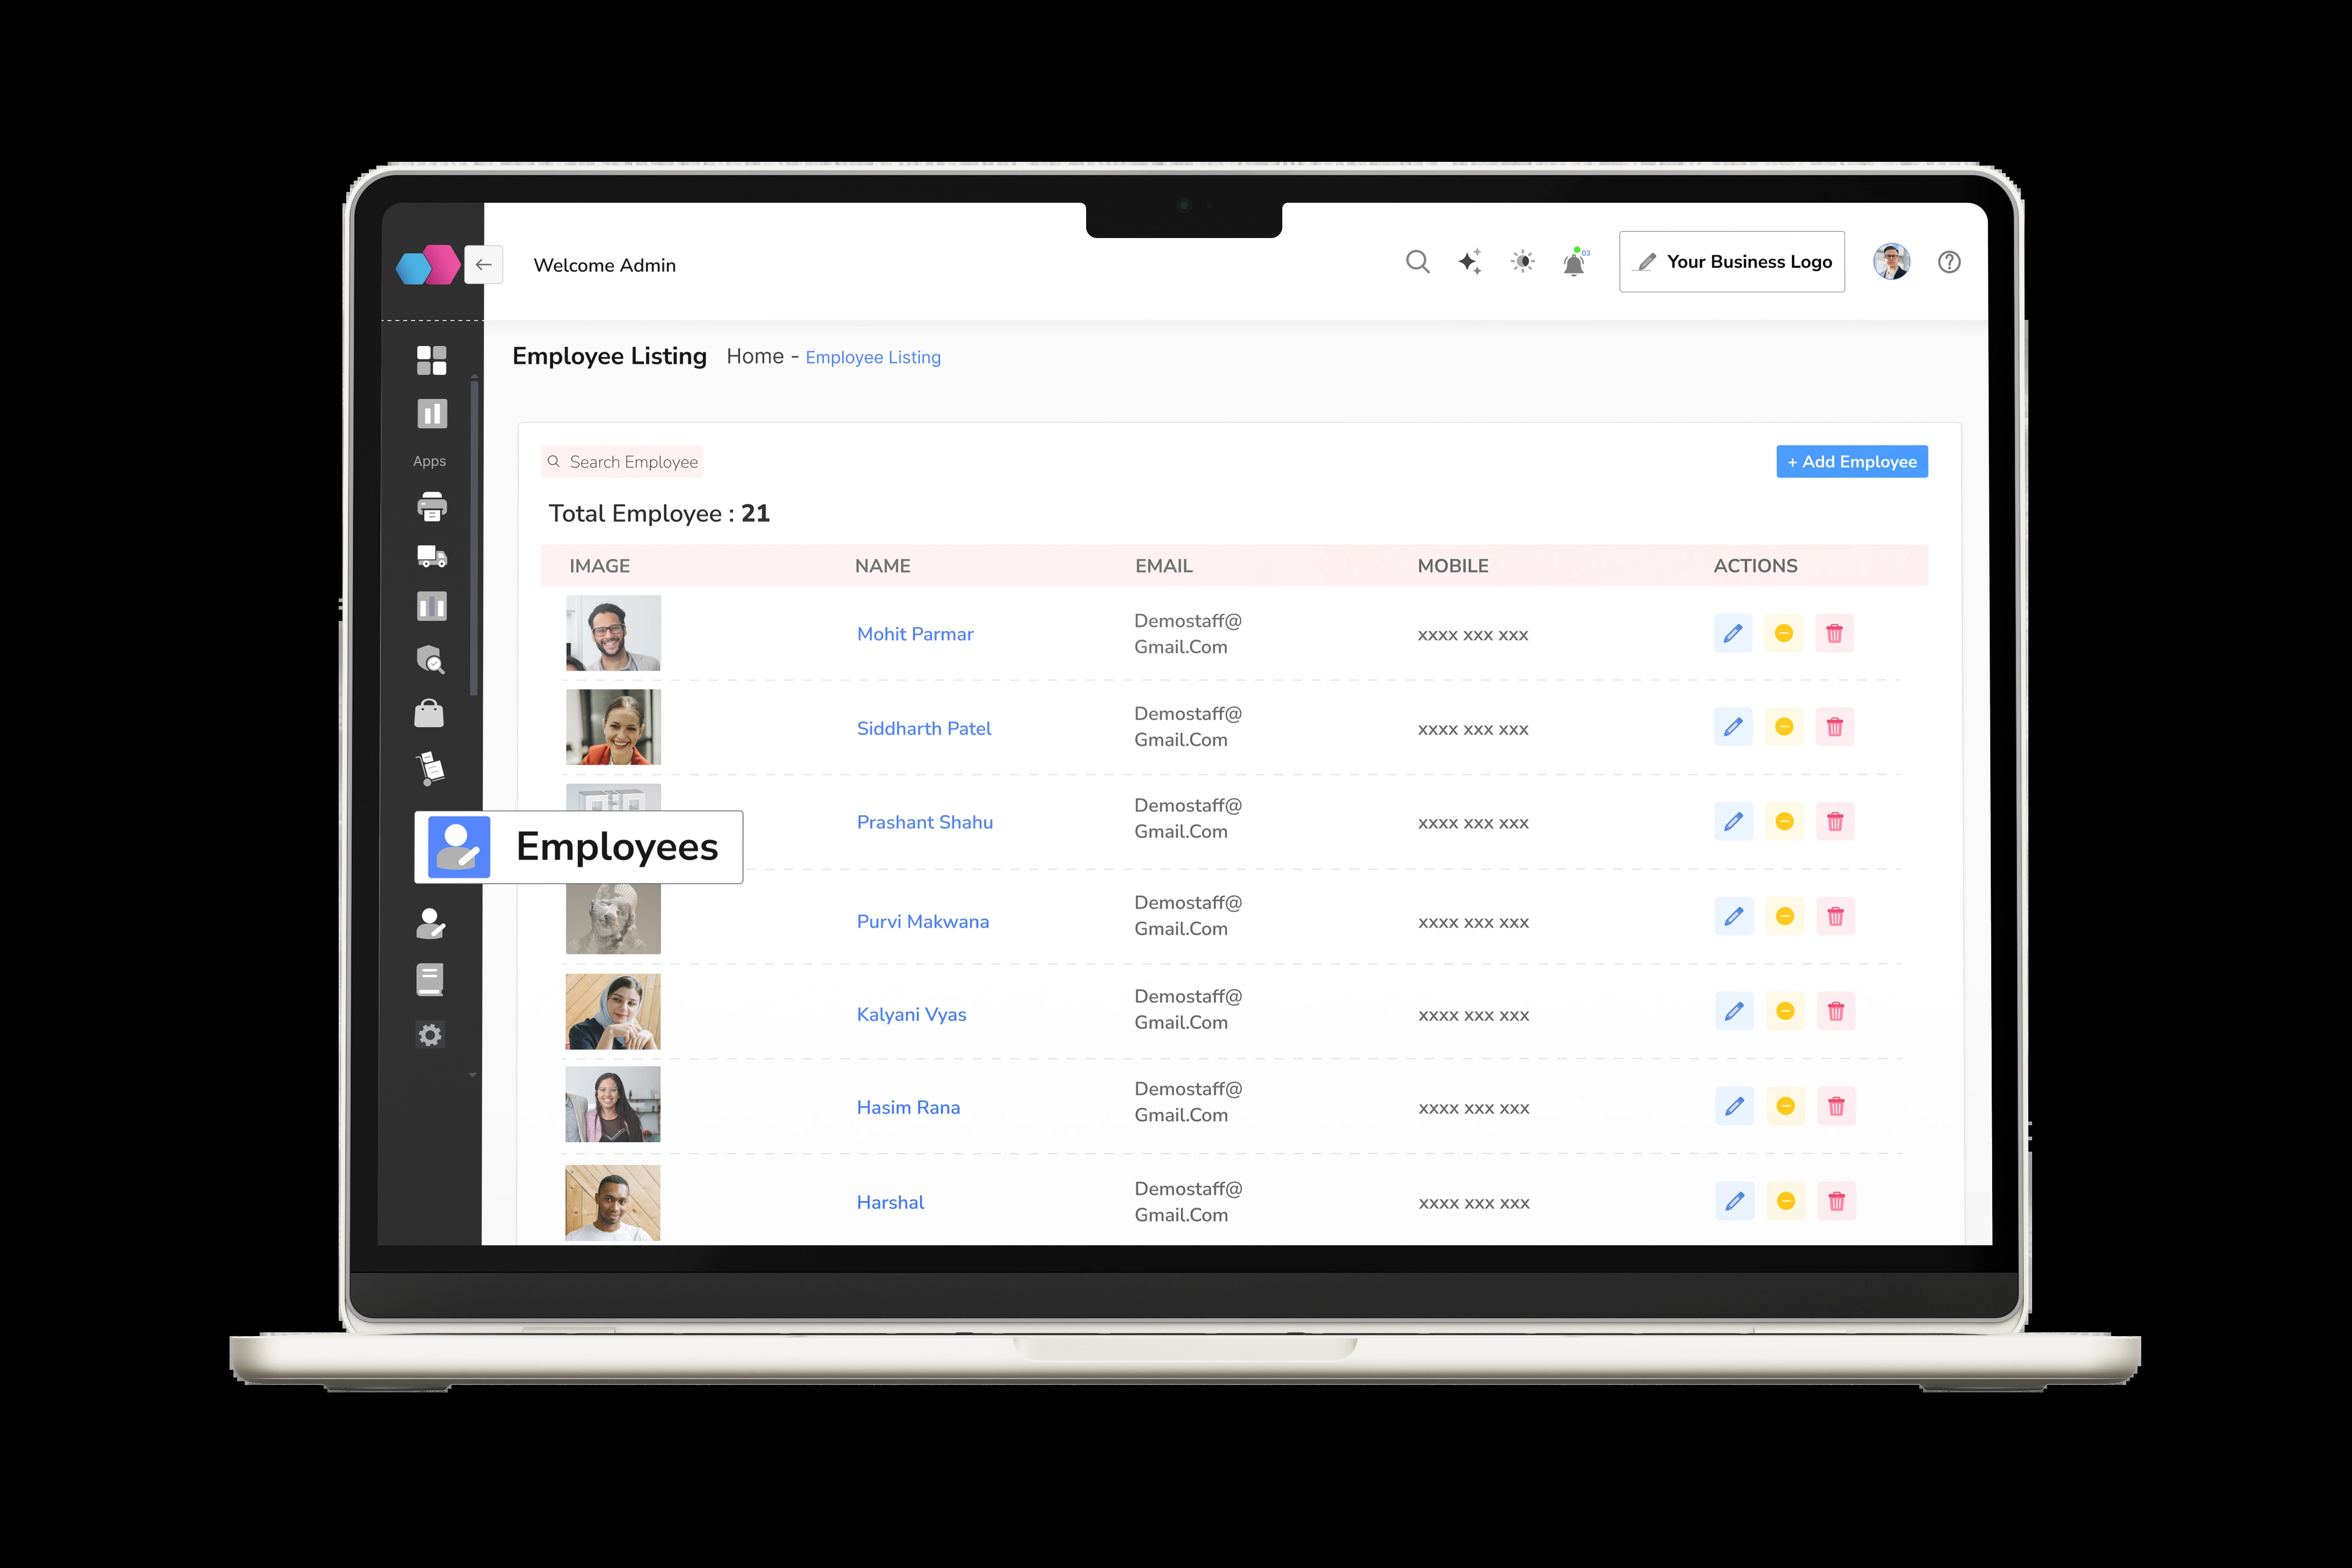 Welcome Admin
03
Your Business Logo
Employee Listing Home - Employee Listing
Apps
Search Employee
+ Add Employee
Total Employee : 21
IMAGE NAME EMAIL MOBILE ACTIONS
Mohit Parmar
Demostaff@
Gmail.Com
xxxx xxx xxx
Siddharth Patel
Demostaff@
Gmail.Com
xxxx xxx xxx
Prashant Shahu
Demostaff@
Gmail.Com
xxxx xxx xxx
Employees
Purvi Makwana
Demostaff@
Gmail.Com
xxxx xxx xxx
Kalyani Vyas
Demostaff@
Gmail.Com
xxxx xxx xxx
Hasim Rana
Demostaff@
Gmail.Com
xxxx xxx xxx
Harshal
Demostaff@
Gmail.Com
xxxx xxx xxx